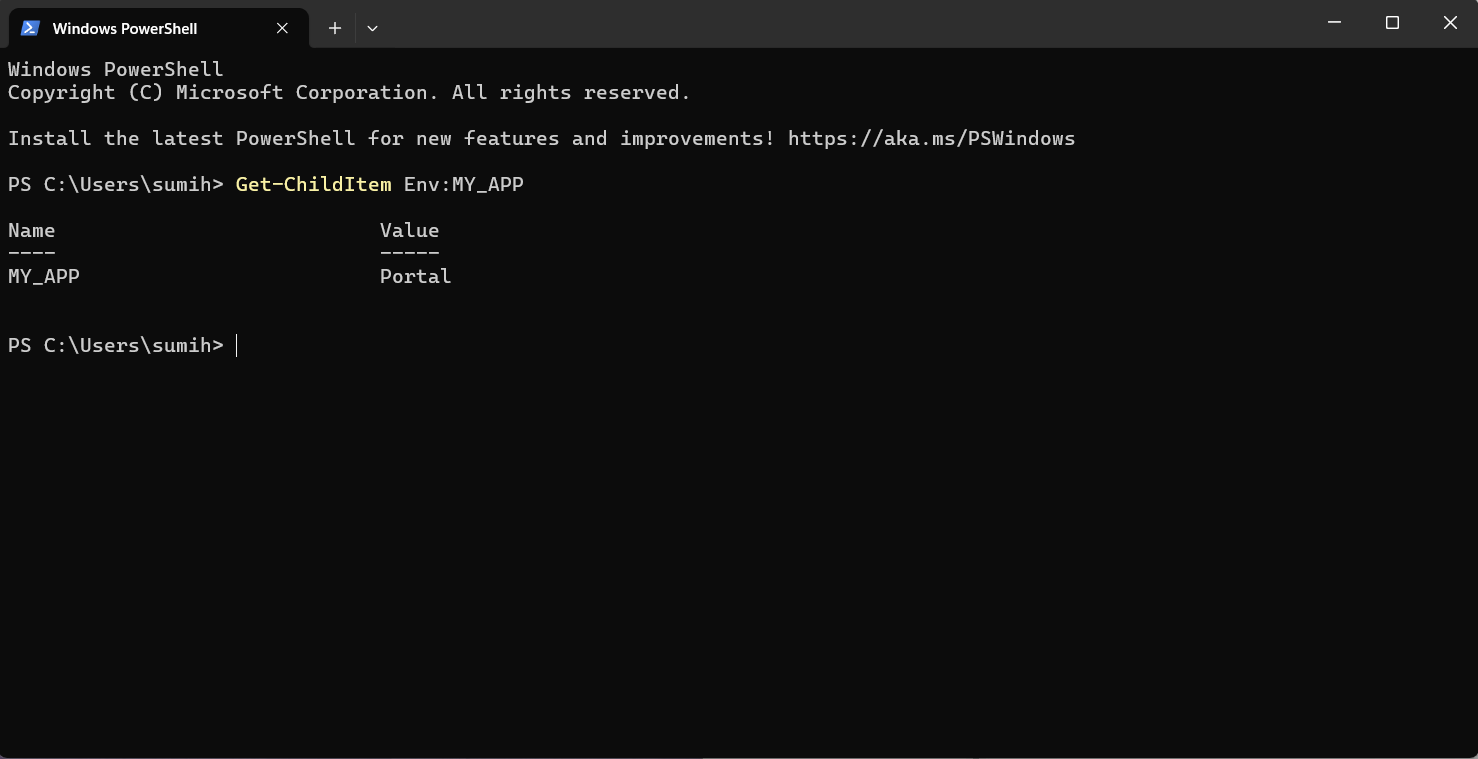 Windows PowerShell
Windows PowerShell
Copyright (C) Microsoft Corporation. All rights reserved.
Install the latest PowerShell for new features and improvements! https://aka.ms/PSWindows
PS C:\Users\sumih> Get-ChildItem Env:MY_APP
Name                           Value
----                           -----
MY_APP                         Portal
PS C:\Users\sumih>